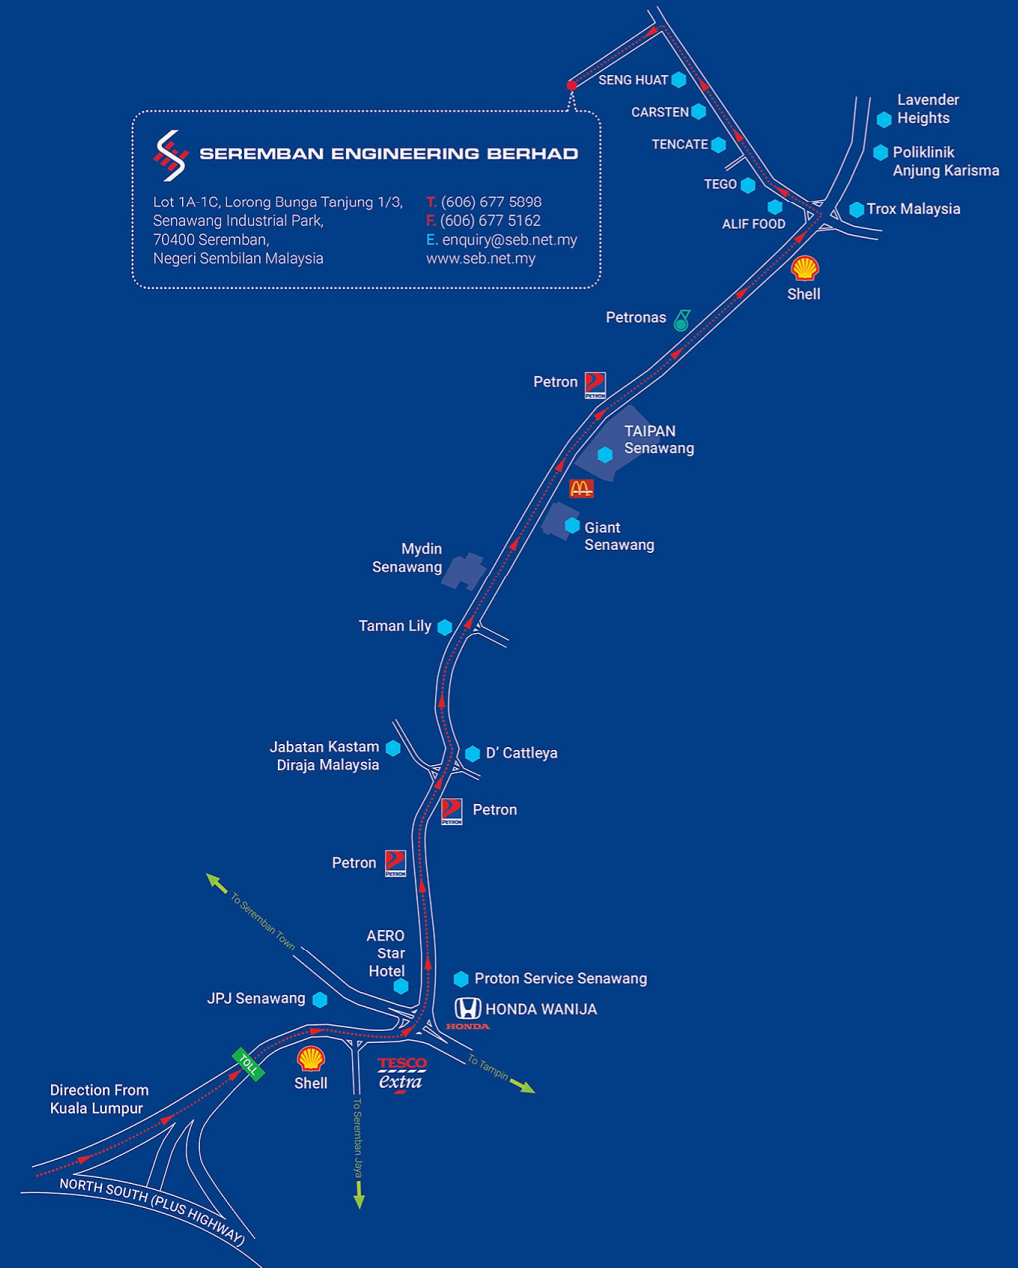 SENG HUAT
CARSTEN
TENCATE
TEGO
ALIF FOOD
Lavender
Heights
Poliklinik
Anjung Karisma
Trox Malaysia
SEREMBAN ENGINEERING BERHAD
Lot 1A-1C, Lorong Bunga Tanjung 1/3,
Senawang Industrial Park,
70400 Seremban,
Negeri Sembilan Malaysia
T. (606) 677 5898
F. (606) 677 5162
E. enquiry@seb.net.my
www.seb.net.my
Shell
Petronas
Petron
PETRON
TAIPAN
Senawang
Giant
Senawang
Mydin
Senawang
Taman Lily
Jabatan Kastam
Diraja Malaysia
D' Cattleya
Petron
PETRON
Petron
PETRON
To Seremban Town
AERO
Star
Hotel
Proton Service Senawang
JPJ Senawang
HONDA WANIJA
HONDA
TOLL
Shell
TESCO
extra
To Tampin
To Seremban Jaya
Direction From
Kuala Lumpur
NORTH SOUTH (PLUS HIGHWAY)